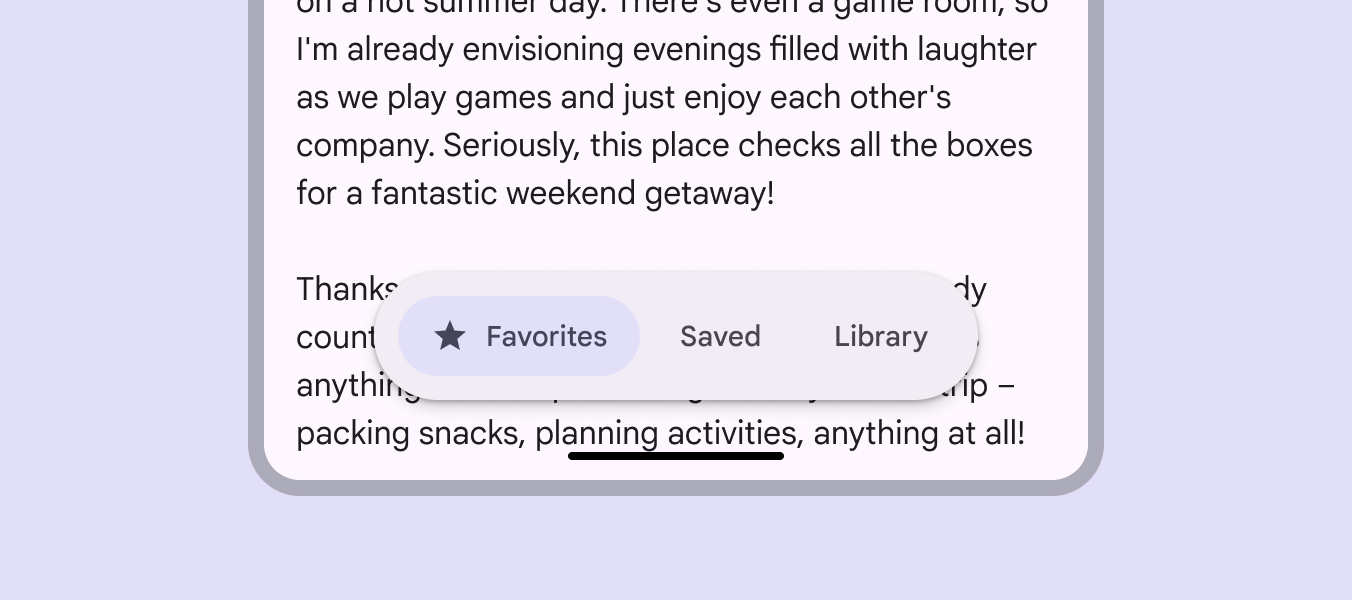 on a hot summer day. There's even a game room, so
I'm already envisioning evenings filled with laughter
as we play games and just enjoy each other's
company. Seriously, this place checks all the boxes
for a fantastic weekend getaway!
Thanks
Favorites Saved Library
anything trip –
packing snacks, planning activities, anything at all!